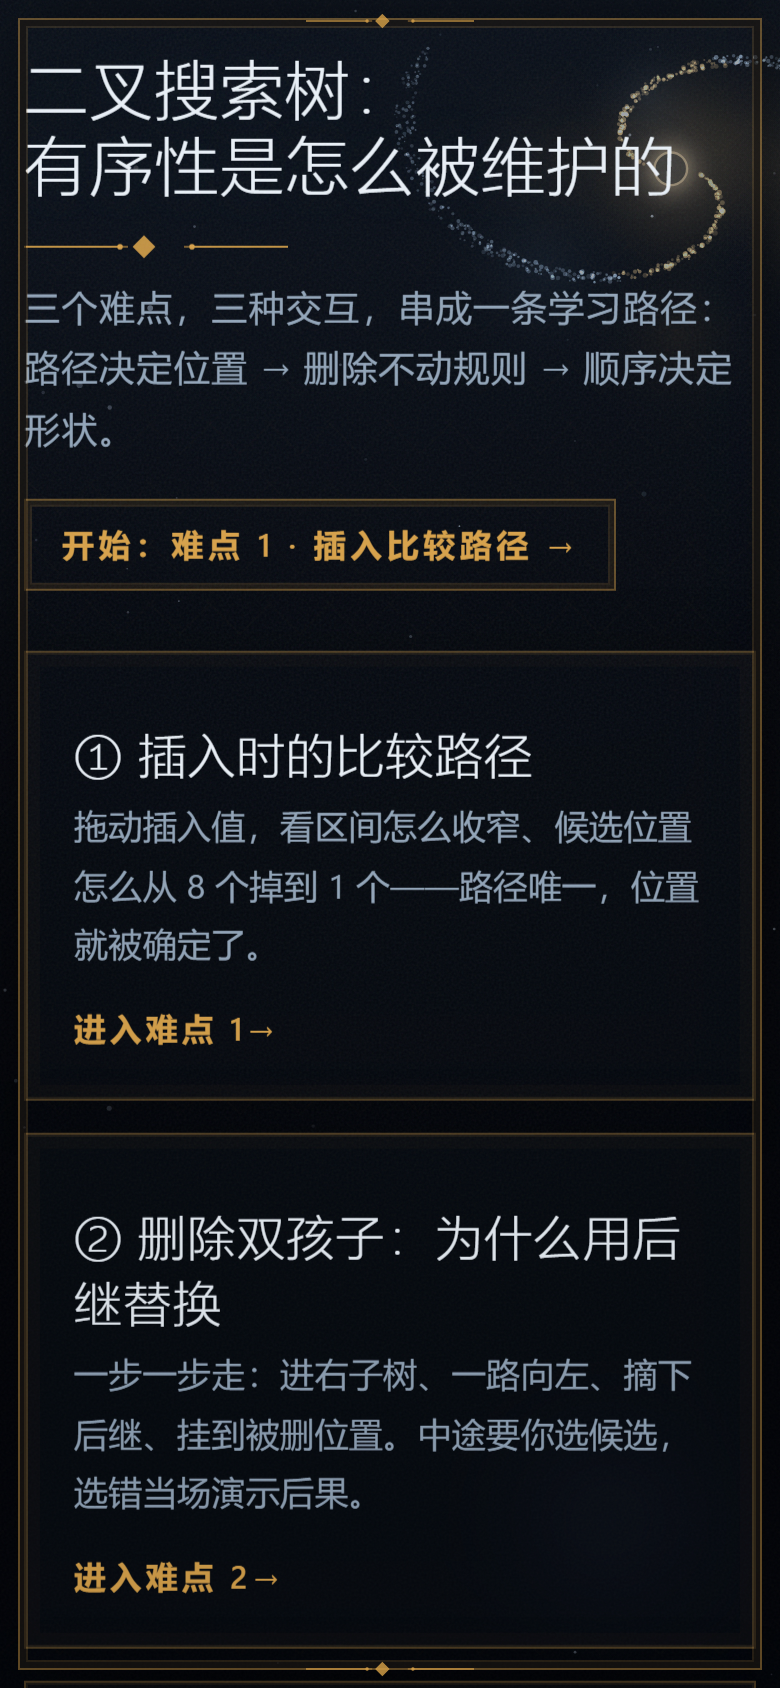 二叉搜索树：
有序性是怎么被维护的
三个难点，三种交互，串成一条学习路径：
路径决定位置 → 删除不动规则 → 顺序决定
形状。
开始：难点 1 · 插入比较路径 →
① 插入时的比较路径
拖动插入值，看区间怎么收窄、候选位置
怎么从 8 个掉到 1 个——路径唯一，位置
就被确定了。
进入难点 1→
② 删除双孩子：为什么用后
继替换
一步一步走：进右子树、一路向左、摘下
后继、挂到被删位置。中途要你选候选，
选错当场演示后果。
进入难点 2→